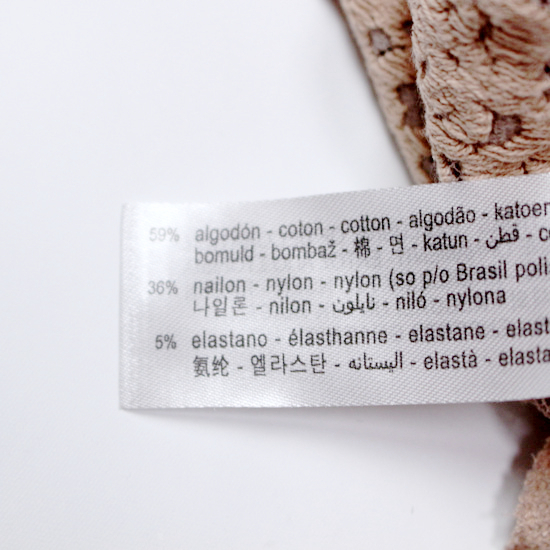 59% algodón - coton - cotton - algodão - katoen
bomuld - bombaž - 棉 - 면 - katun - قطن - co
36% nailon - nylon - nylon (so p/o Brasil poli
나일론 - nilon - نايلون - niló - nylona
5% elastano - élasthanne - elastane - elast
氨纶 - 엘라스탄 - اليستانه - elastà - elasta